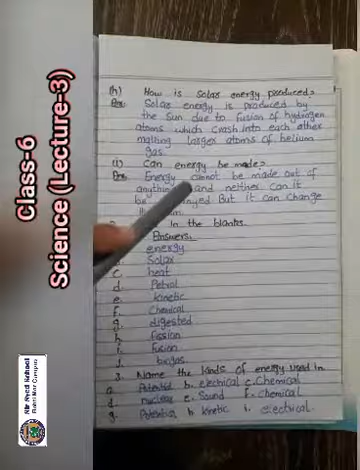 Class-6
Science (Lecture-3)
Rabi Mor Campus
(h) How is solar energy produced?
Ans: Solar energy is produced by
the sun due to fusion of hydrogen
atoms which crash into each other
making larger atoms of helium
gas.
(i) Can energy be made?
Ans: Energy cannot be made out of
and neither can it
But it can change
In the blanks.
Answers:
energy
Solar
c. heat
d. Petrol
e. kinetic
f. Chemical
g. digested
h. fission
i. fusion
j. biogas
3. Name the kinds of energy used in
a. Potential b. electrical c. Chemical
d. nuclear e. Sound f. chemical
g. Potential h kinetic i. electrical.